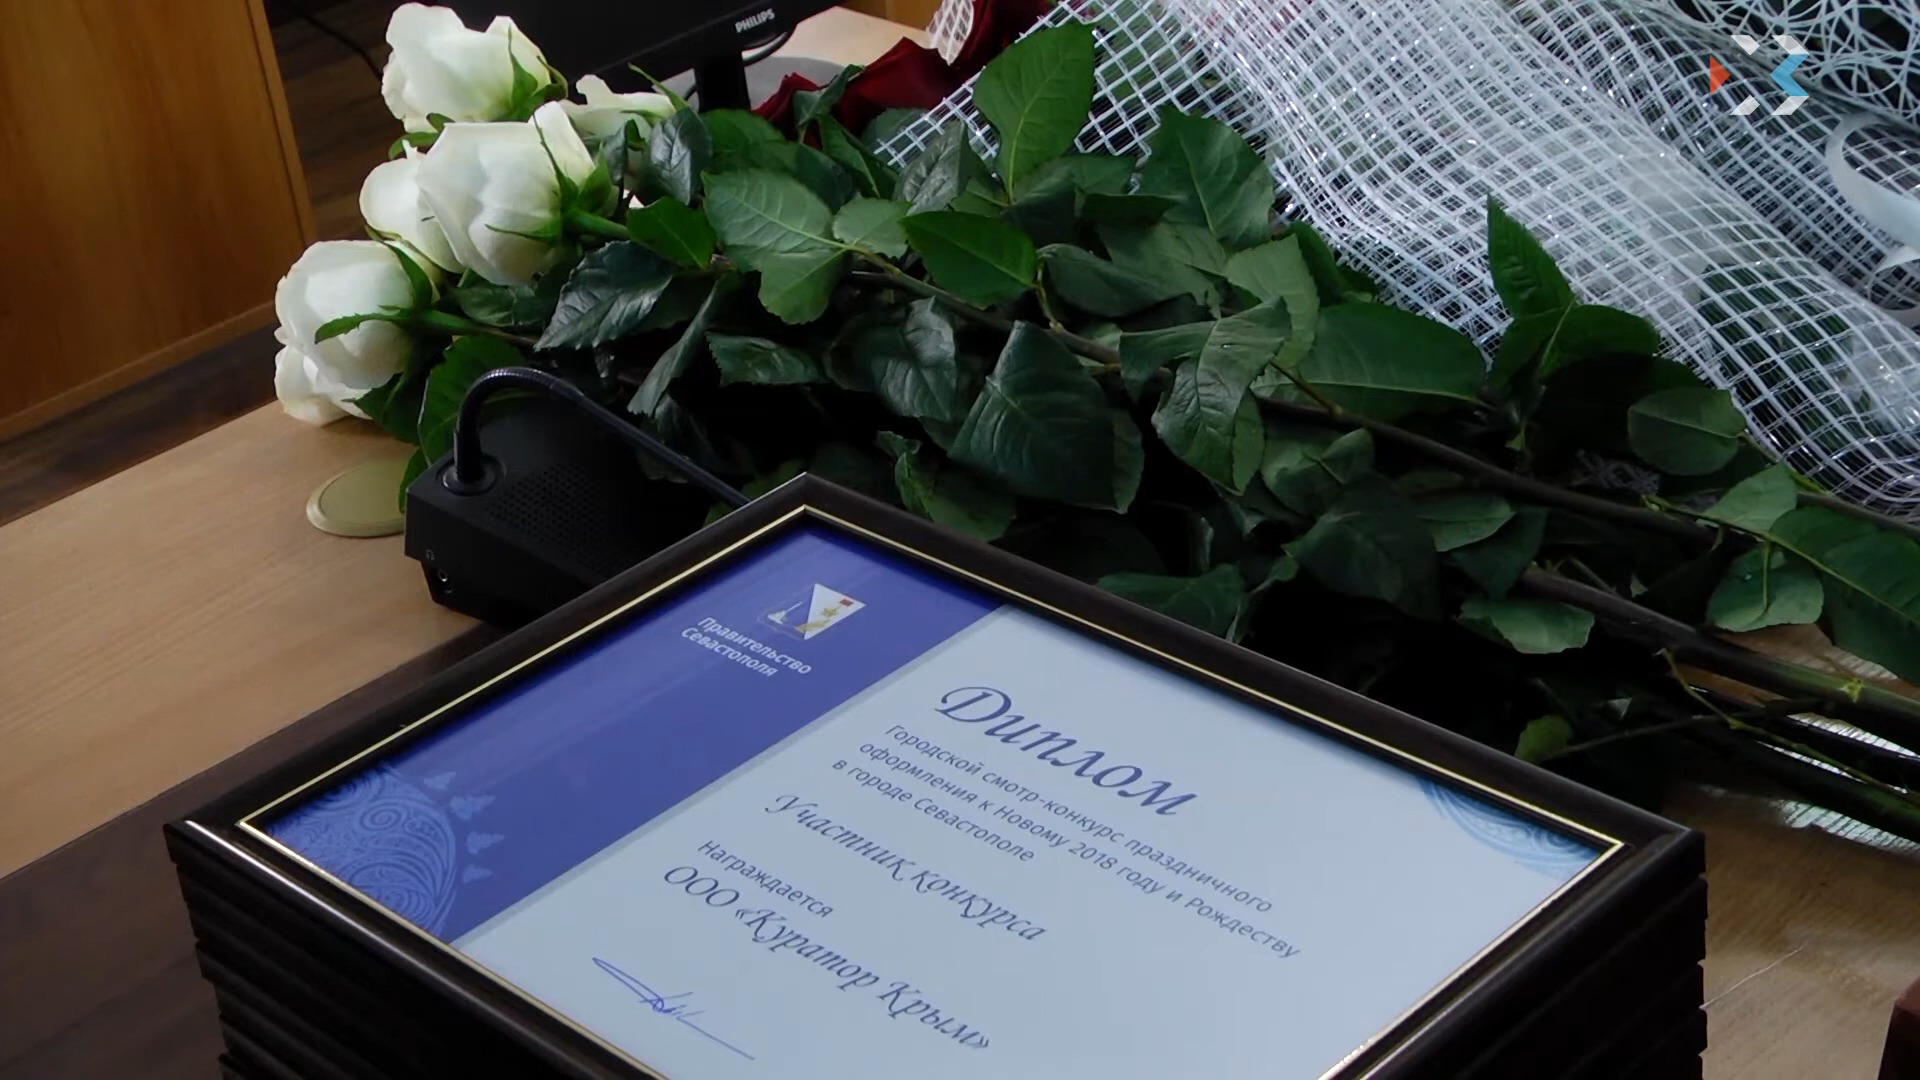 PHILIPS
Правительство
Севастополя
Диплом
Городской смотр-конкурс праздничного
оформления к Новому 2018 году и Рождеству
в городе Севастополе
Участник конкурса
Награждается
ООО «Куратор Крым»